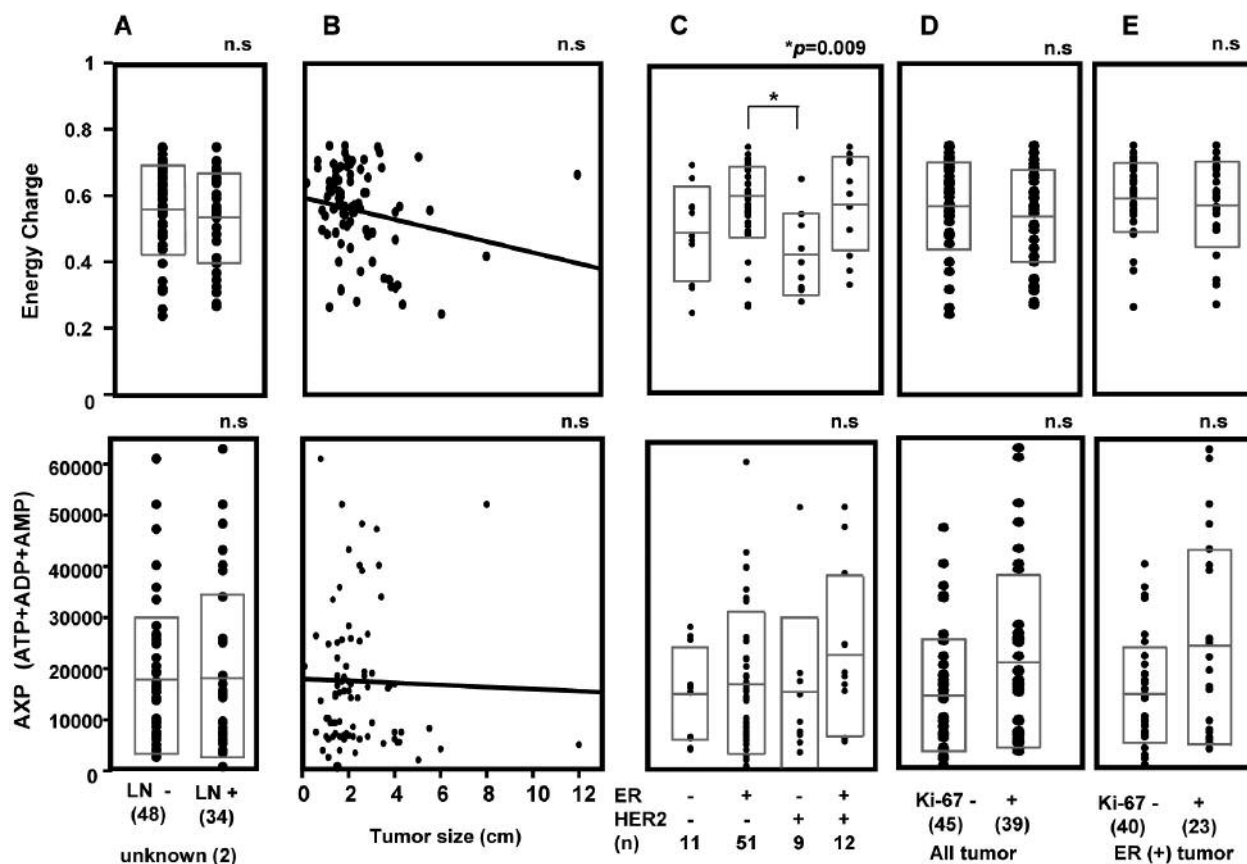 A
B
C
D
E
n.s
n.s
*p=0.009
n.s
n.s
Energy Charge
1
0.8
0.6
0.4
0.2
0
*
n.s
n.s
n.s
n.s
n.s
AXP (ATP+ADP+AMP)
60000
50000
40000
30000
20000
10000
0
LN - LN +
(48) (34)
unknown (2)
0 2 4 6 8 10 12
Tumor size (cm)
ER - + - +
HER2 - - + +
(n) 11 51 9 12
Ki-67 - +
(45) (39)
All tumor
Ki-67 - +
(40) (23)
ER (+) tumor